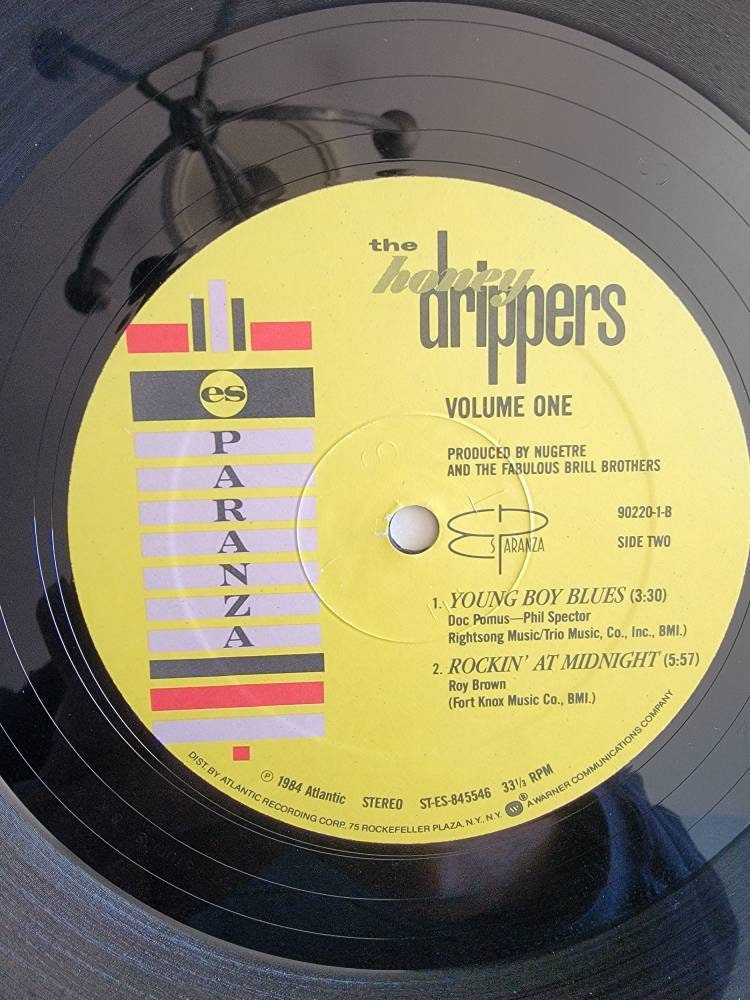 the
honey
drippers
VOLUME ONE
PRODUCED BY NUGETRE
AND THE FABULOUS BRILL BROTHERS
es
PARANZA
ES PARANZA
90220-1-B
SIDE TWO
1. YOUNG BOY BLUES (3:30)
Doc Pomus—Phil Spector
Rightsong Music/Trio Music, Co., Inc., BMI.)
2. ROCKIN' AT MIDNIGHT (5:57)
Roy Brown
(Fort Knox Music Co., BMI.)
℗ 1984 Atlantic STEREO ST-ES-845546 33⅓ RPM
DIST. BY ATLANTIC RECORDING CORP., 75 ROCKEFELLER PLAZA, N.Y., N.Y. ® A WARNER COMMUNICATIONS COMPANY